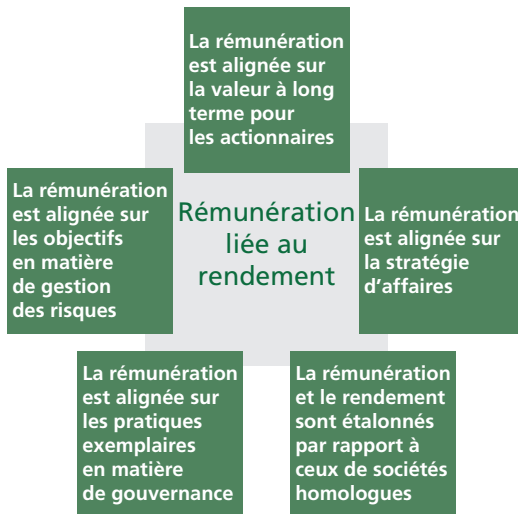 La rémunération
est alignée sur
la valeur à long
terme pour
les actionnaires
La rémunération
est alignée sur
les objectifs
en matière
de gestion
des risques
Rémunération
liée au
rendement
La rémunération
est alignée sur
la stratégie
d'affaires
La rémunération
est alignée sur
les pratiques
exemplaires
en matière
de gouvernance
La rémunération
et le rendement
sont étalonnés
par rapport à
ceux de sociétés
homologues